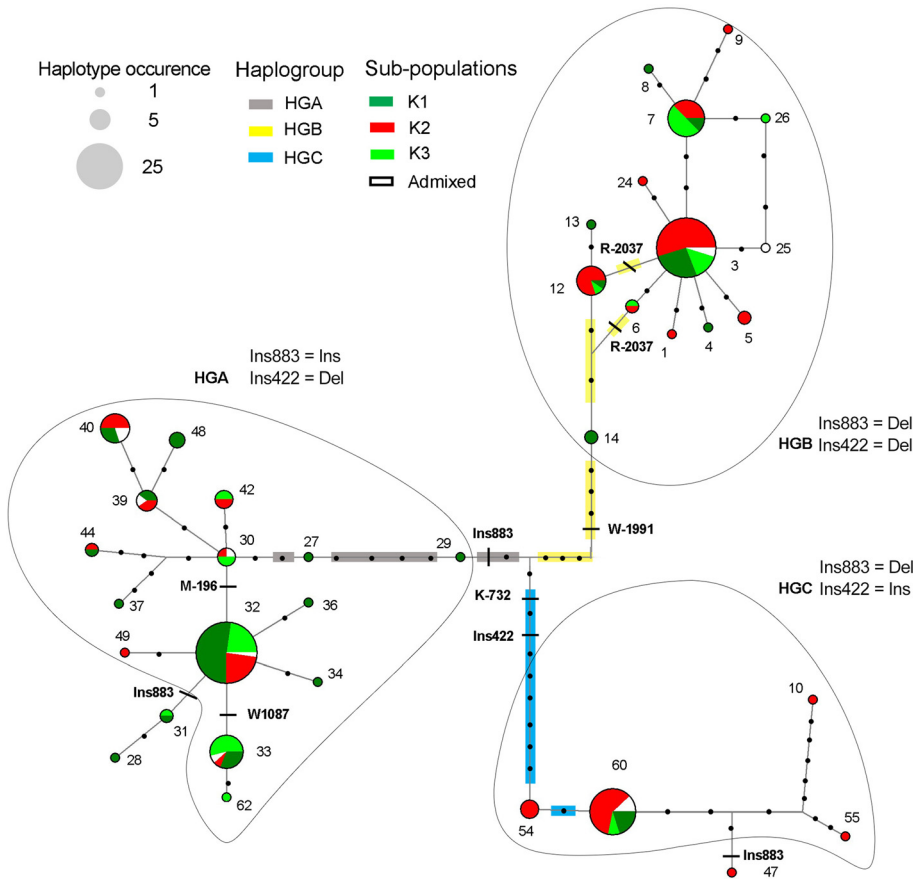 Haplotype occurence
1
5
25
Haplogroup
HGA
HGB
HGC
Sub-populations
K1
K2
K3
Admixed
9
8
7
26
24
13
R-2037
3
25
12
6
R-2037
1
4
5
14
Ins883 = Del
HGB Ins422 = Del
W-1991
Ins883 = Ins
HGA Ins422 = Del
40
48
39
42
44
30
27
29
Ins883
M-196
37
32
36
49
34
Ins883
31
W1087
28
33
62
Ins883 = Del
HGC Ins422 = Ins
K-732
Ins422
10
60
54
55
Ins883
47